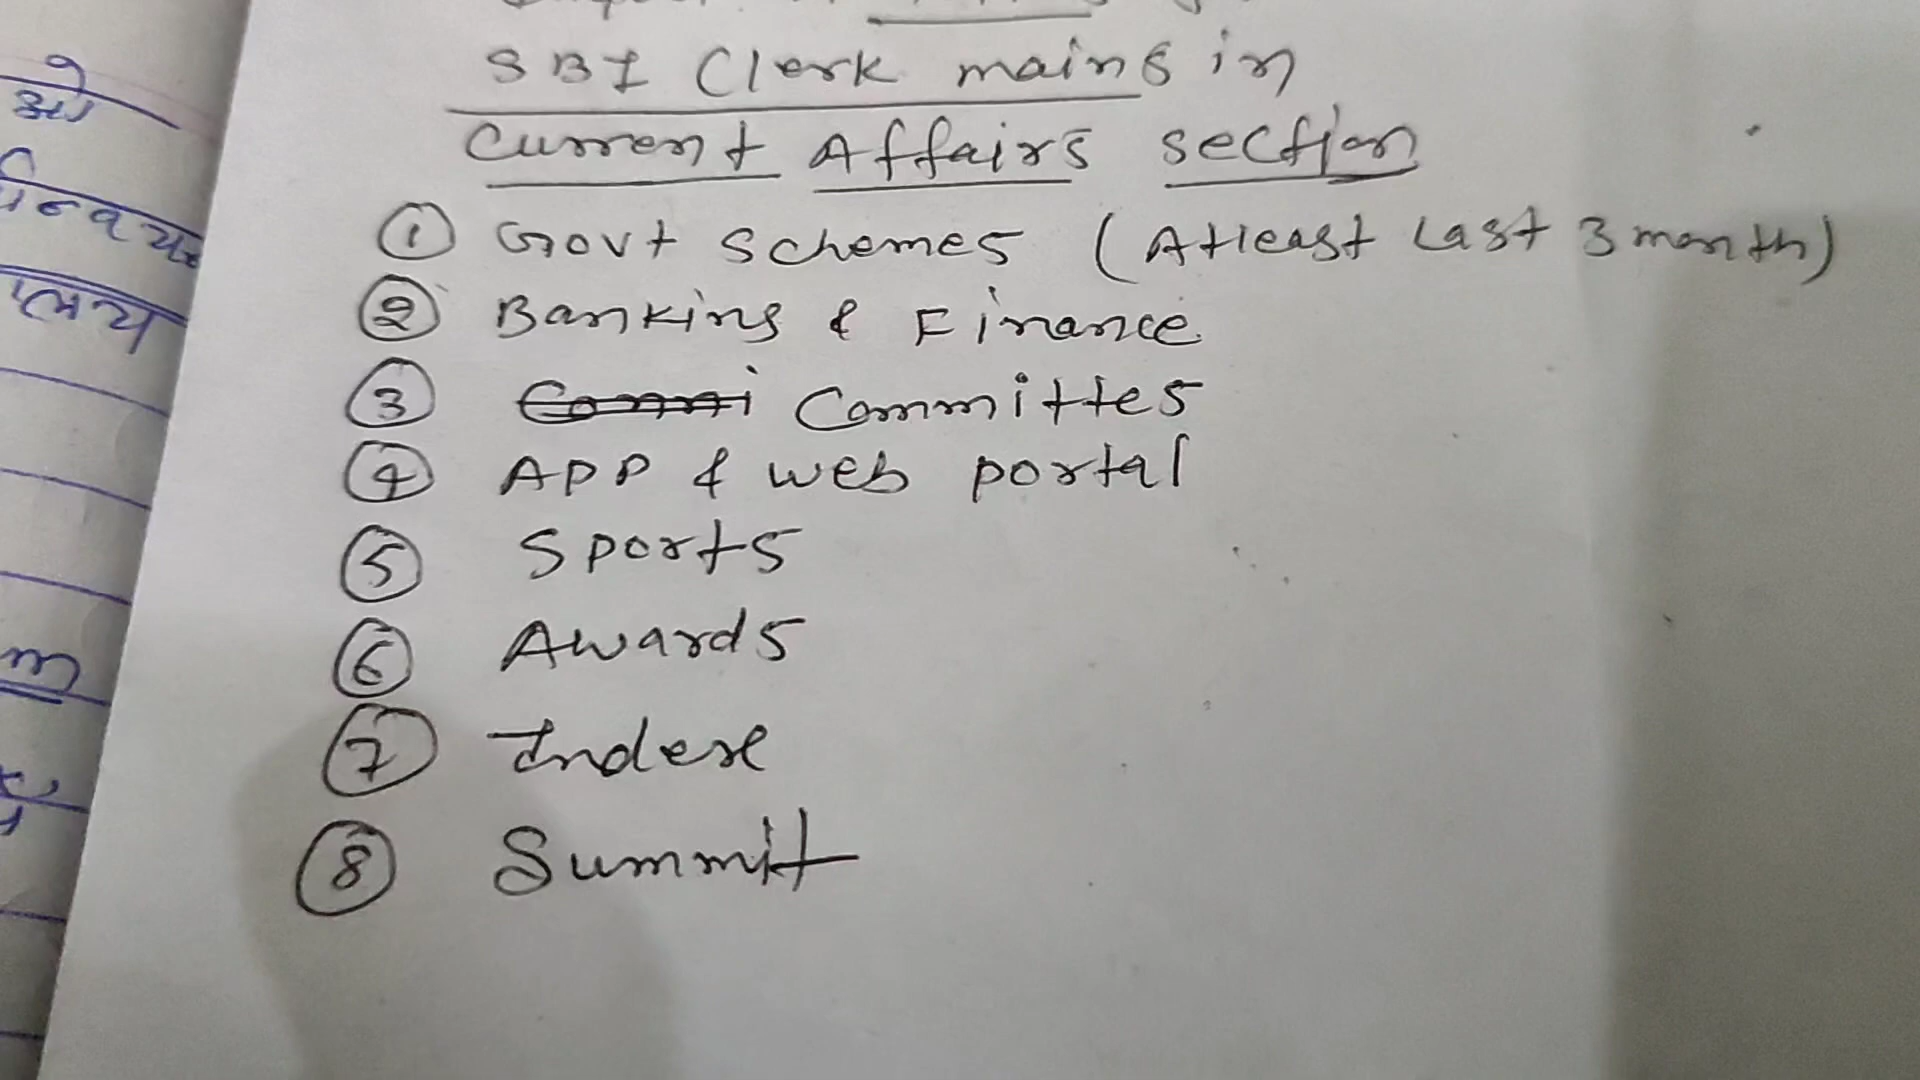 SBI Clerk mains in
Current Affairs section
① Govt Schemes (Atleast Last 3 month)
② Banking & Finance
③ Commi Committes
④ APP & web portal
⑤ Sports
⑥ Awards
⑦ Index
⑧ Summit